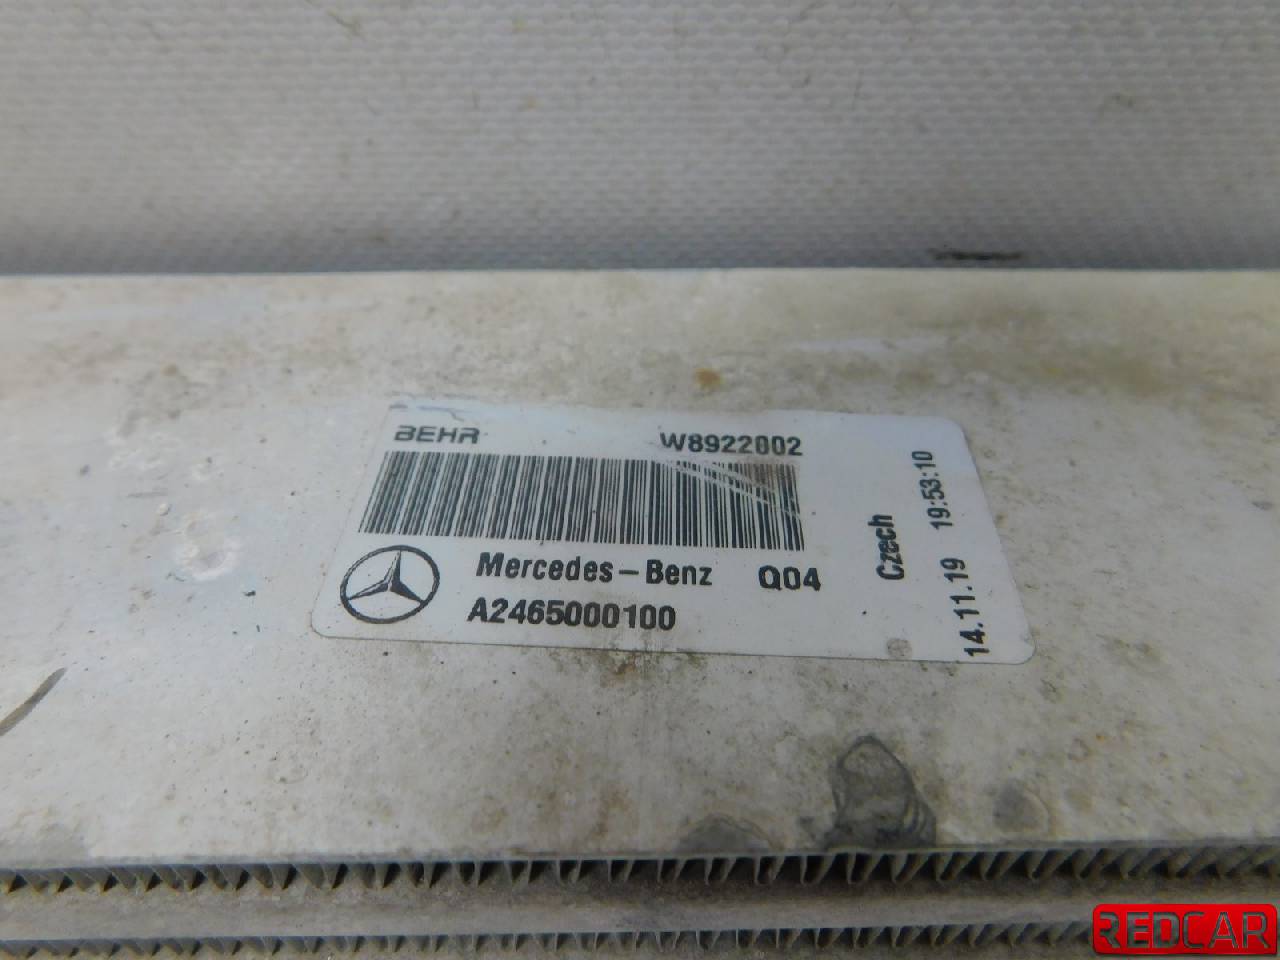 BEHR W8922002
Mercedes-Benz Q04
A2465000100
Czech
14.11.19 19:53:10
REDCAR